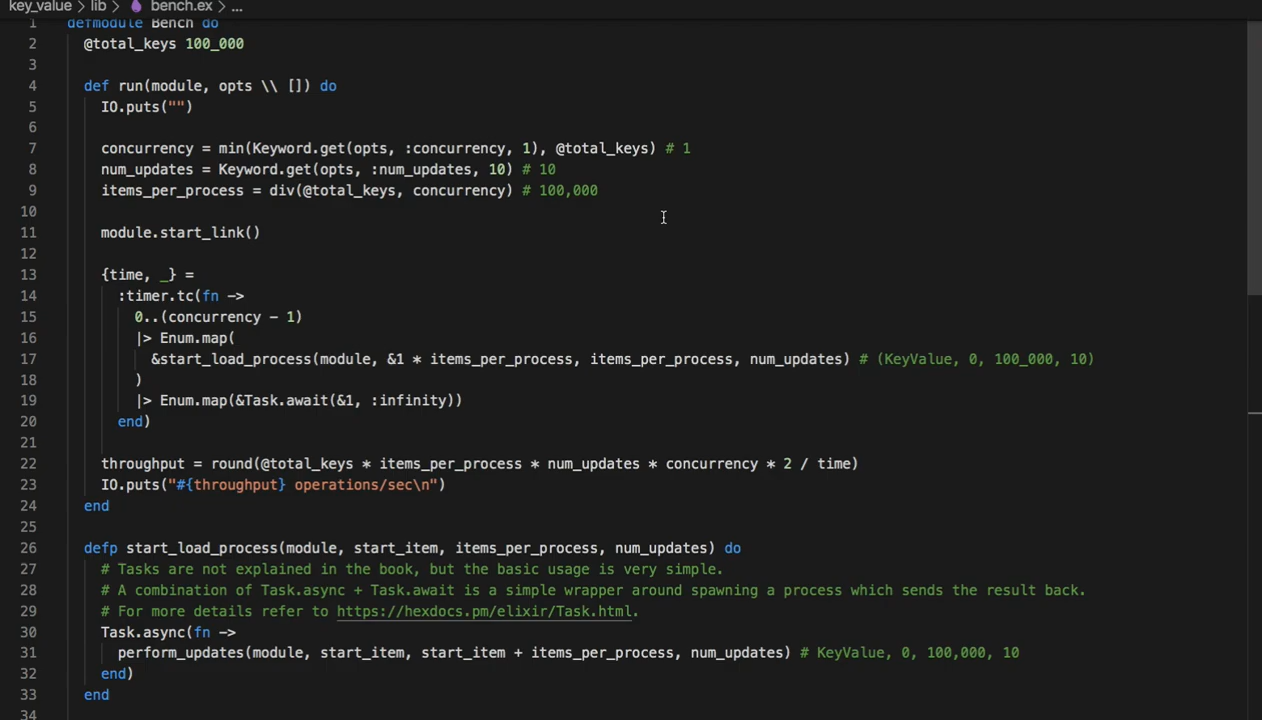 key_value > lib > bench.ex > ...
1 defmodule Bench do
2 @total_keys 100_000
3
4 def run(module, opts \\ []) do
5 IO.puts("")
6
7 concurrency = min(Keyword.get(opts, :concurrency, 1), @total_keys) # 1
8 num_updates = Keyword.get(opts, :num_updates, 10) # 10
9 items_per_process = div(@total_keys, concurrency) # 100,000
10
11 module.start_link()
12
13 {time, _} =
14 :timer.tc(fn ->
15 0..(concurrency - 1)
16 |> Enum.map(
17 &start_load_process(module, &1 * items_per_process, items_per_process, num_updates) # (KeyValue, 0, 100_000, 10)
18 )
19 |> Enum.map(&Task.await(&1, :infinity))
20 end)
21
22 throughput = round(@total_keys * items_per_process * num_updates * concurrency * 2 / time)
23 IO.puts("#{throughput} operations/sec\n")
24 end
25
26 defp start_load_process(module, start_item, items_per_process, num_updates) do
27 # Tasks are not explained in the book, but the basic usage is very simple.
28 # A combination of Task.async + Task.await is a simple wrapper around spawning a process which sends the result back.
29 # For more details refer to https://hexdocs.pm/elixir/Task.html.
30 Task.async(fn ->
31 perform_updates(module, start_item, start_item + items_per_process, num_updates) # KeyValue, 0, 100,000, 10
32 end)
33 end
34